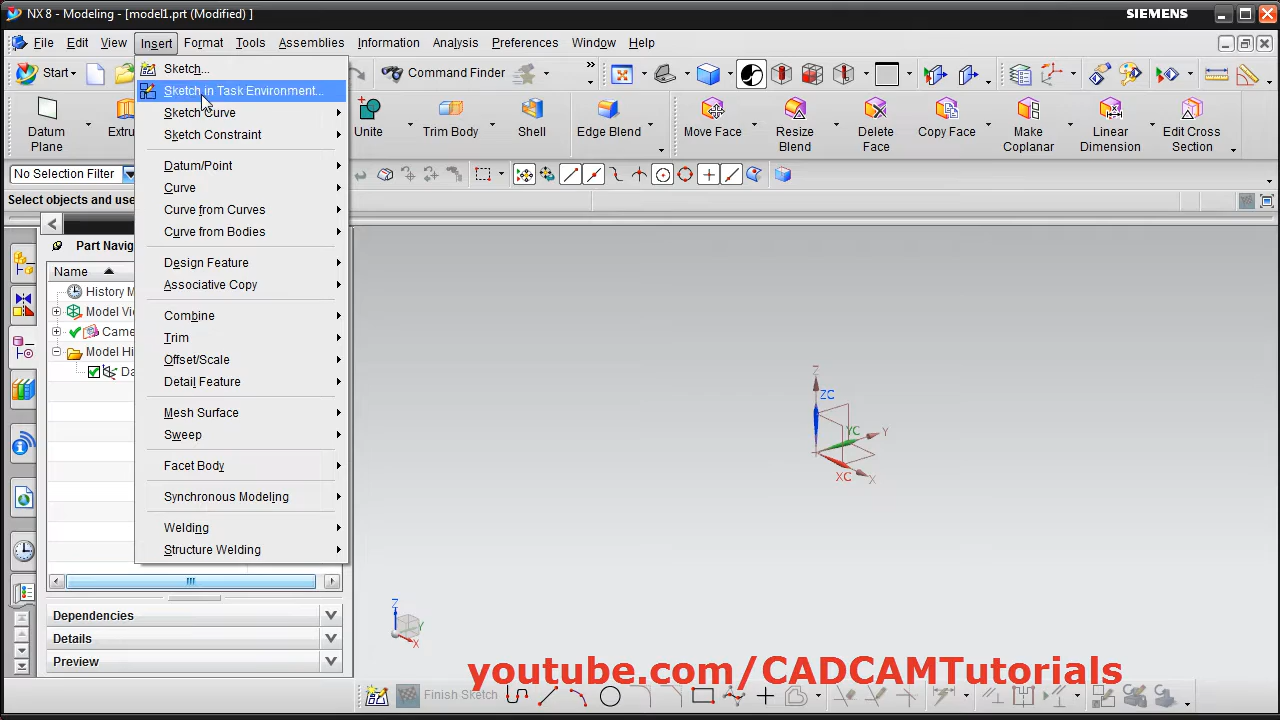 NX 8 - Modeling - [model1.prt (Modified) ]
SIEMENS
File Edit View Insert Format Tools Assemblies Information Analysis Preferences Window Help
Start
Command Finder
Datum Plane
Extru
Unite
Trim Body
Shell
Edge Blend
Move Face
Resize Blend
Delete Face
Copy Face
Make Coplanar
Linear Dimension
Edit Cross Section
No Selection Filter
Select objects and use
Sketch...
Sketch in Task Environment...
Sketch Curve
Sketch Constraint
Datum/Point
Curve
Curve from Curves
Curve from Bodies
Design Feature
Associative Copy
Combine
Trim
Offset/Scale
Detail Feature
Mesh Surface
Sweep
Facet Body
Synchronous Modeling
Welding
Structure Welding
Part Navig
Name
History M
Model Vie
Came
Model Hi
Da
Dependencies
Details
Preview
Z
ZC
YC
Y
XC
X
Z
Y
X
youtube.com/CADCAMTutorials
Finish Sketch